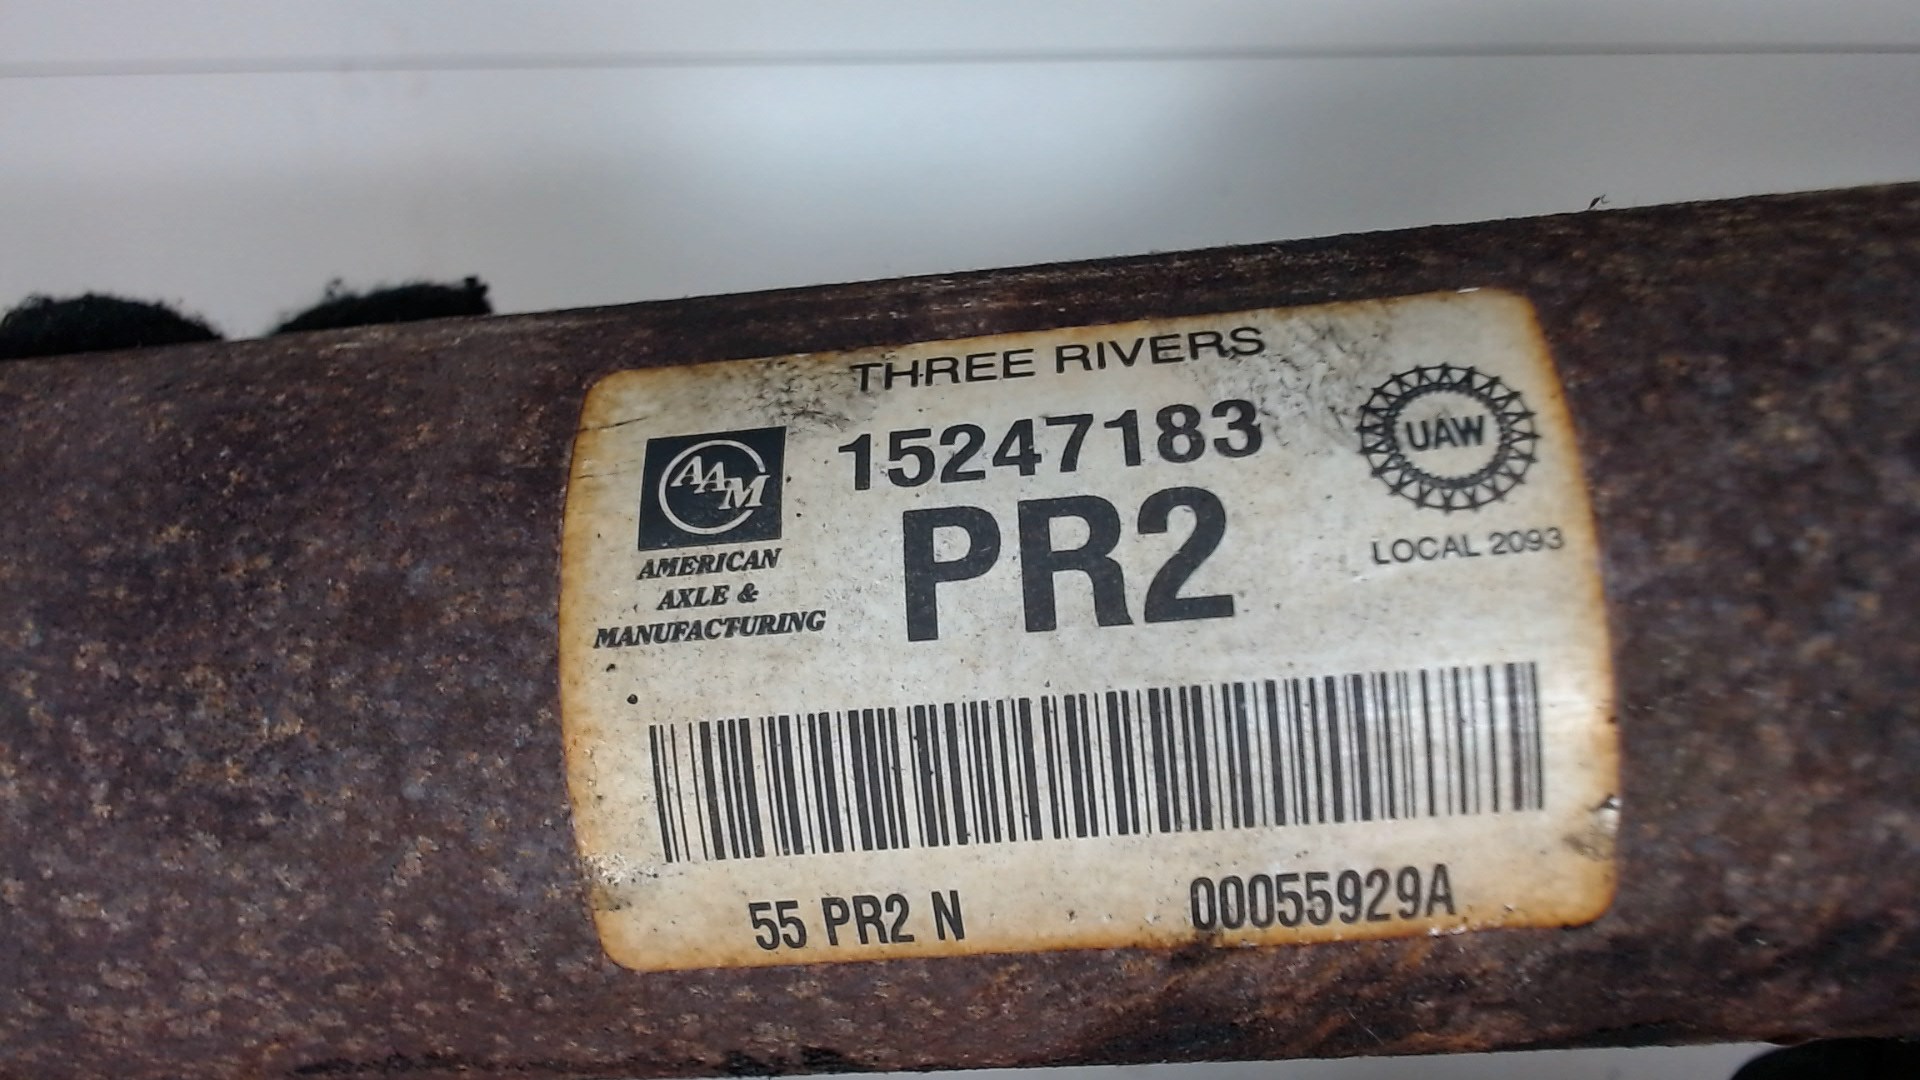 THREE RIVERS
15247183
PR2
AAM
AMERICAN
AXLE &
MANUFACTURING
UAW
LOCAL 2093
55 PR2 N 00055929A